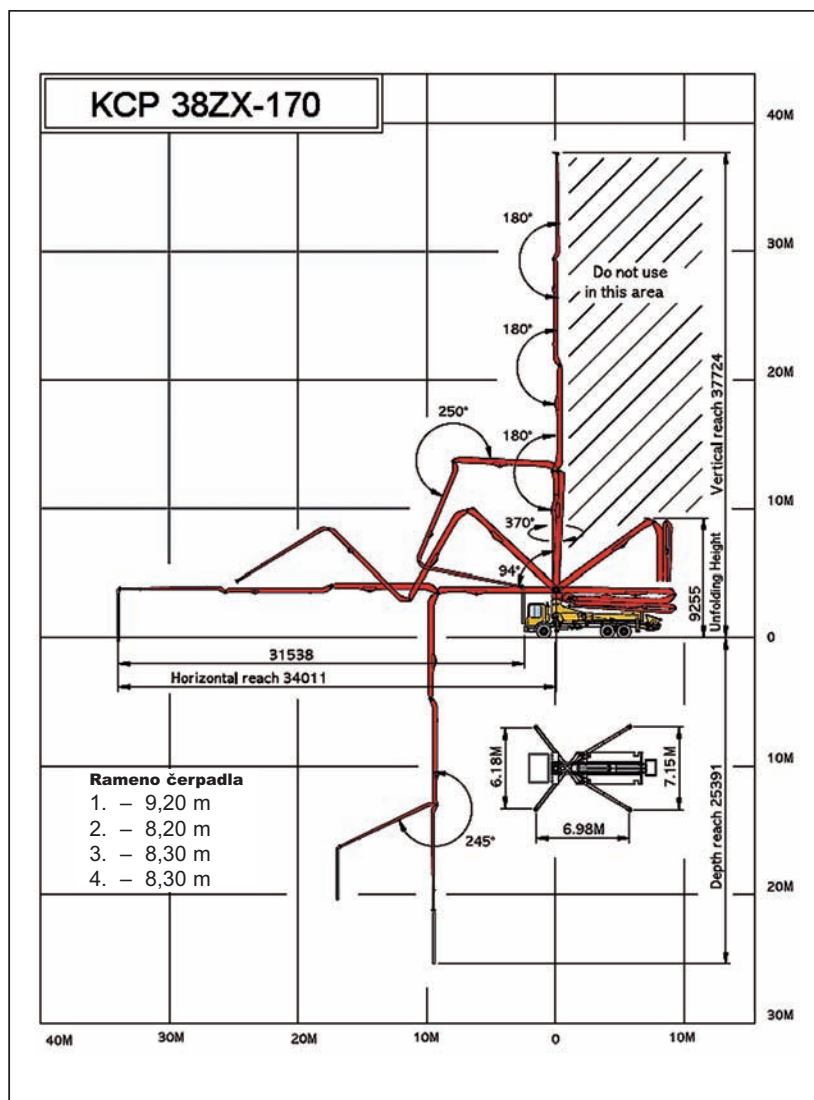 KCP 38ZX-170
40M
180°
30M
Do not use
in this area
180°
Vertical reach 37724
20M
250°
180°
10M
370°
94°
9255
Unfolding Height
0
31538
Horizontal reach 34011
6.18M
7.15M
6.98M
10M
Rameno čerpadla
1. – 9,20 m
2. – 8,20 m
3. – 8,30 m
4. – 8,30 m
245°
Depth reach 25391
20M
30M
40M
30M
20M
10M
0
10M